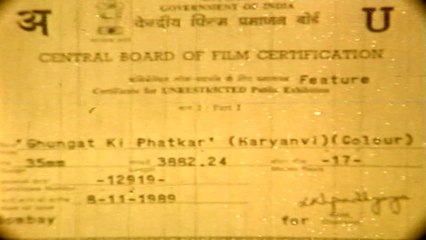 GOVERNMENT OF INDIA
अ केन्द्रीय फिल्म प्रमाणन बोर्ड U
CENTRAL BOARD OF FILM CERTIFICATION
के लिए Feature
Certificate for UNRESTRICTED Public Exhibition
भाग I - Part I
'Ghungat Ki Phatkar' (Haryanvi) (Colour)
35mm 3882.24 -17-
-12919-
8-11-1989
Bombay for